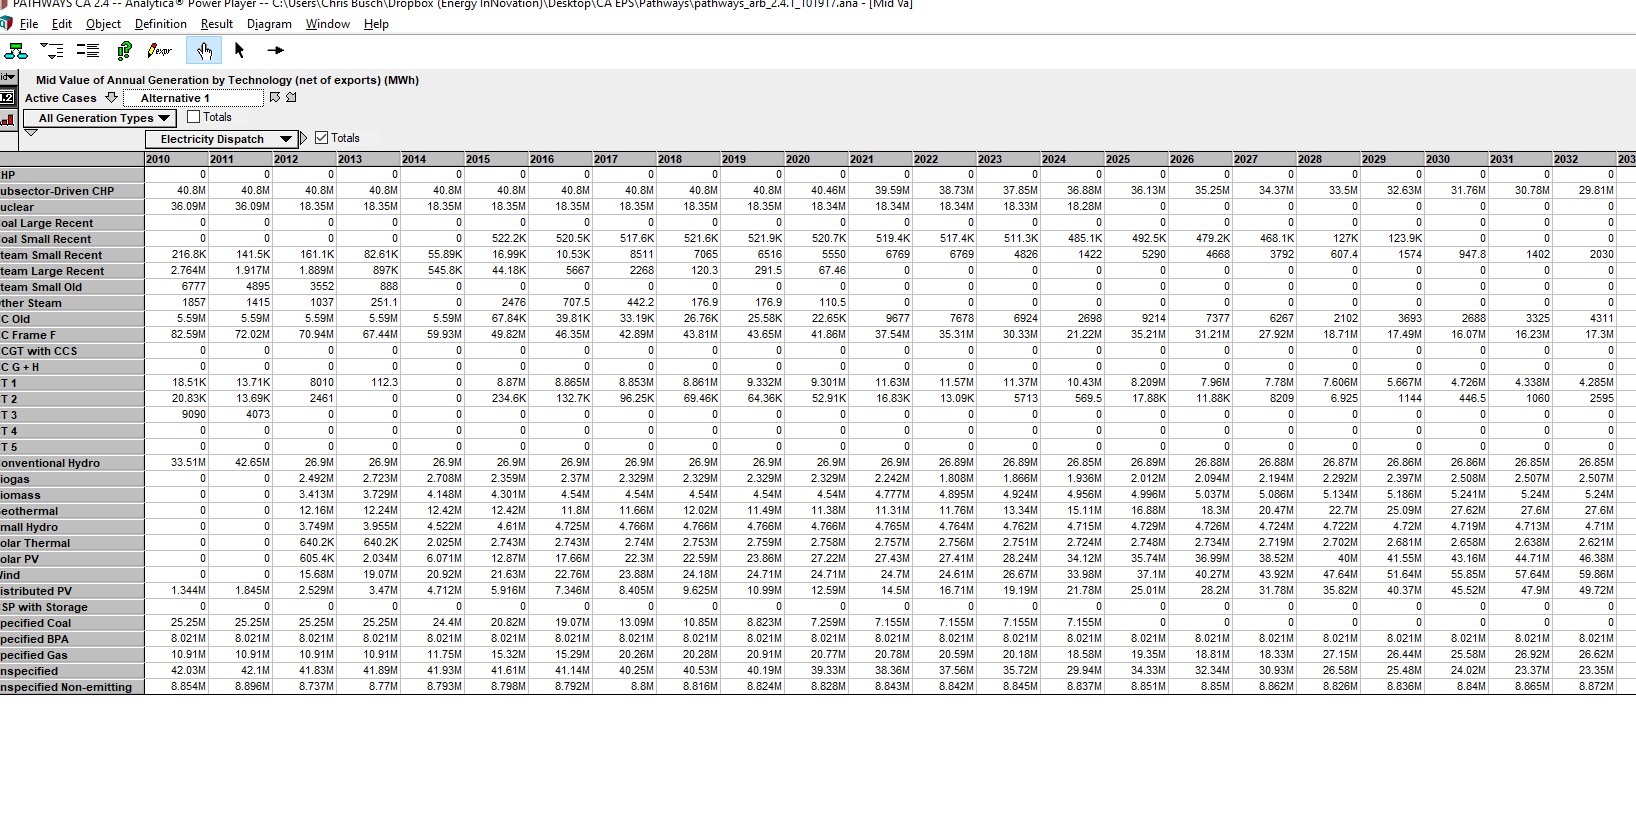 PATHWAYS CA 2.4 -- Analytica® Power Player -- C:\Users\Chris Busch\Dropbox (Energy InNovation)\Desktop\CA EPS\Pathways\pathways_arb_2.4.1_101917.ana - [Mid Va]
File Edit Object Definition Result Diagram Window Help
expr
Mid Value of Annual Generation by Technology (net of exports) (MWh)
Active Cases Alternative 1
All Generation Types Totals
Electricity Dispatch Totals
2010 2011 2012 2013 2014 2015 2016 2017 2018 2019 2020 2021 2022 2023 2024 2025 2026 2027 2028 2029 2030 2031 2032 203
HP 0 0 0 0 0 0 0 0 0 0 0 0 0 0 0 0 0 0 0 0 0 0 0
ubsector-Driven CHP 40.8M 40.8M 40.8M 40.8M 40.8M 40.8M 40.8M 40.8M 40.8M 40.8M 40.46M 39.59M 38.73M 37.85M 36.88M 36.13M 35.25M 34.37M 33.5M 32.63M 31.76M 30.78M 29.81M
uclear 36.09M 36.09M 18.35M 18.35M 18.35M 18.35M 18.35M 18.35M 18.35M 18.35M 18.34M 18.34M 18.34M 18.33M 18.28M 0 0 0 0 0 0 0 0
oal Large Recent 0 0 0 0 0 0 0 0 0 0 0 0 0 0 0 0 0 0 0 0 0 0 0
oal Small Recent 0 0 0 0 0 522.2K 520.5K 517.6K 521.6K 521.9K 520.7K 519.4K 517.4K 511.3K 485.1K 492.5K 479.2K 468.1K 127K 123.9K 0 0 0
team Small Recent 216.8K 141.5K 161.1K 82.61K 55.89K 16.99K 10.53K 8511 7065 6516 5550 6769 6769 4826 1422 5290 4668 3792 607.4 1574 947.8 1402 2030
team Large Recent 2.764M 1.917M 1.889M 897K 545.8K 44.18K 5667 2268 120.3 291.5 67.46 0 0 0 0 0 0 0 0 0 0 0 0
team Small Old 6777 4895 3552 888 0 0 0 0 0 0 0 0 0 0 0 0 0 0 0 0 0 0 0
ther Steam 1857 1415 1037 251.1 0 2476 707.5 442.2 176.9 176.9 110.5 0 0 0 0 0 0 0 0 0 0 0 0
C Old 5.59M 5.59M 5.59M 5.59M 5.59M 67.84K 39.81K 33.19K 26.76K 25.58K 22.65K 9677 7678 6924 2698 9214 7377 6267 2102 3693 2688 3325 4311
C Frame F 82.59M 72.02M 70.94M 67.44M 59.93M 49.82M 46.35M 42.89M 43.81M 43.65M 41.86M 37.54M 35.31M 30.33M 21.22M 35.21M 31.21M 27.92M 18.71M 17.49M 16.07M 16.23M 17.3M
CGT with CCS 0 0 0 0 0 0 0 0 0 0 0 0 0 0 0 0 0 0 0 0 0 0 0
C G + H 0 0 0 0 0 0 0 0 0 0 0 0 0 0 0 0 0 0 0 0 0 0 0
T 1 18.51K 13.71K 8010 112.3 0 8.87M 8.865M 8.853M 8.861M 9.332M 9.301M 11.63M 11.57M 11.37M 10.43M 8.209M 7.96M 7.78M 7.606M 5.667M 4.726M 4.338M 4.285M
T 2 20.83K 13.69K 2461 0 0 234.6K 132.7K 96.25K 69.46K 64.36K 52.91K 16.83K 13.09K 5713 569.5 17.88K 11.88K 8209 6.925 1144 446.5 1060 2595
T 3 9090 4073 0 0 0 0 0 0 0 0 0 0 0 0 0 0 0 0 0 0 0 0 0
T 4 0 0 0 0 0 0 0 0 0 0 0 0 0 0 0 0 0 0 0 0 0 0 0
T 5 0 0 0 0 0 0 0 0 0 0 0 0 0 0 0 0 0 0 0 0 0 0 0
onventional Hydro 33.51M 42.65M 26.9M 26.9M 26.9M 26.9M 26.9M 26.9M 26.9M 26.9M 26.9M 26.9M 26.89M 26.89M 26.85M 26.89M 26.88M 26.88M 26.87M 26.86M 26.86M 26.85M 26.85M
iogas 0 0 2.492M 2.723M 2.708M 2.359M 2.37M 2.329M 2.329M 2.329M 2.329M 2.242M 1.808M 1.866M 1.936M 2.012M 2.094M 2.194M 2.292M 2.397M 2.508M 2.507M 2.507M
iomass 0 0 3.413M 3.729M 4.148M 4.301M 4.54M 4.54M 4.54M 4.54M 4.54M 4.777M 4.895M 4.924M 4.956M 4.996M 5.037M 5.086M 5.134M 5.186M 5.241M 5.24M 5.24M
eothermal 0 0 12.16M 12.24M 12.42M 12.42M 11.8M 11.66M 12.02M 11.49M 11.38M 11.31M 11.76M 13.34M 15.11M 16.88M 18.3M 20.47M 22.7M 25.09M 27.62M 27.6M 27.6M
mall Hydro 0 0 3.749M 3.955M 4.522M 4.61M 4.725M 4.766M 4.766M 4.766M 4.766M 4.765M 4.764M 4.762M 4.715M 4.729M 4.726M 4.724M 4.722M 4.72M 4.719M 4.713M 4.71M
olar Thermal 0 0 640.2K 640.2K 2.025M 2.743M 2.743M 2.74M 2.753M 2.759M 2.758M 2.757M 2.756M 2.751M 2.724M 2.748M 2.734M 2.719M 2.702M 2.681M 2.658M 2.638M 2.621M
olar PV 0 0 605.4K 2.034M 6.071M 12.87M 17.66M 22.3M 22.59M 23.86M 27.22M 27.43M 27.41M 28.24M 34.12M 35.74M 36.99M 38.52M 40M 41.55M 43.16M 44.71M 46.38M
Vind 0 0 15.68M 19.07M 20.92M 21.63M 22.76M 23.88M 24.18M 24.71M 24.71M 24.7M 24.61M 26.67M 33.98M 37.1M 40.27M 43.92M 47.64M 51.64M 55.85M 57.64M 59.86M
istributed PV 1.344M 1.845M 2.529M 3.47M 4.712M 5.916M 7.346M 8.405M 9.625M 10.99M 12.59M 14.5M 16.71M 19.19M 21.78M 25.01M 28.2M 31.78M 35.82M 40.37M 45.52M 47.9M 49.72M
SP with Storage 0 0 0 0 0 0 0 0 0 0 0 0 0 0 0 0 0 0 0 0 0 0 0
pecified Coal 25.25M 25.25M 25.25M 25.25M 24.4M 20.82M 19.07M 13.09M 10.85M 8.823M 7.259M 7.155M 7.155M 7.155M 7.155M 0 0 0 0 0 0 0 0
pecified BPA 8.021M 8.021M 8.021M 8.021M 8.021M 8.021M 8.021M 8.021M 8.021M 8.021M 8.021M 8.021M 8.021M 8.021M 8.021M 8.021M 8.021M 8.021M 8.021M 8.021M 8.021M 8.021M 8.021M
pecified Gas 10.91M 10.91M 10.91M 10.91M 11.75M 15.32M 15.29M 20.26M 20.28M 20.91M 20.77M 20.78M 20.59M 20.18M 18.58M 19.35M 18.81M 18.33M 27.15M 26.44M 25.58M 26.92M 26.62M
nspecified 42.03M 42.1M 41.83M 41.89M 41.93M 41.61M 41.14M 40.25M 40.53M 40.19M 39.33M 38.36M 37.56M 35.72M 29.94M 34.33M 32.34M 30.93M 26.58M 25.48M 24.02M 23.37M 23.35M
nspecified Non-emitting 8.854M 8.896M 8.737M 8.77M 8.793M 8.798M 8.792M 8.8M 8.816M 8.824M 8.828M 8.843M 8.842M 8.845M 8.837M 8.851M 8.85M 8.862M 8.826M 8.836M 8.84M 8.865M 8.872M